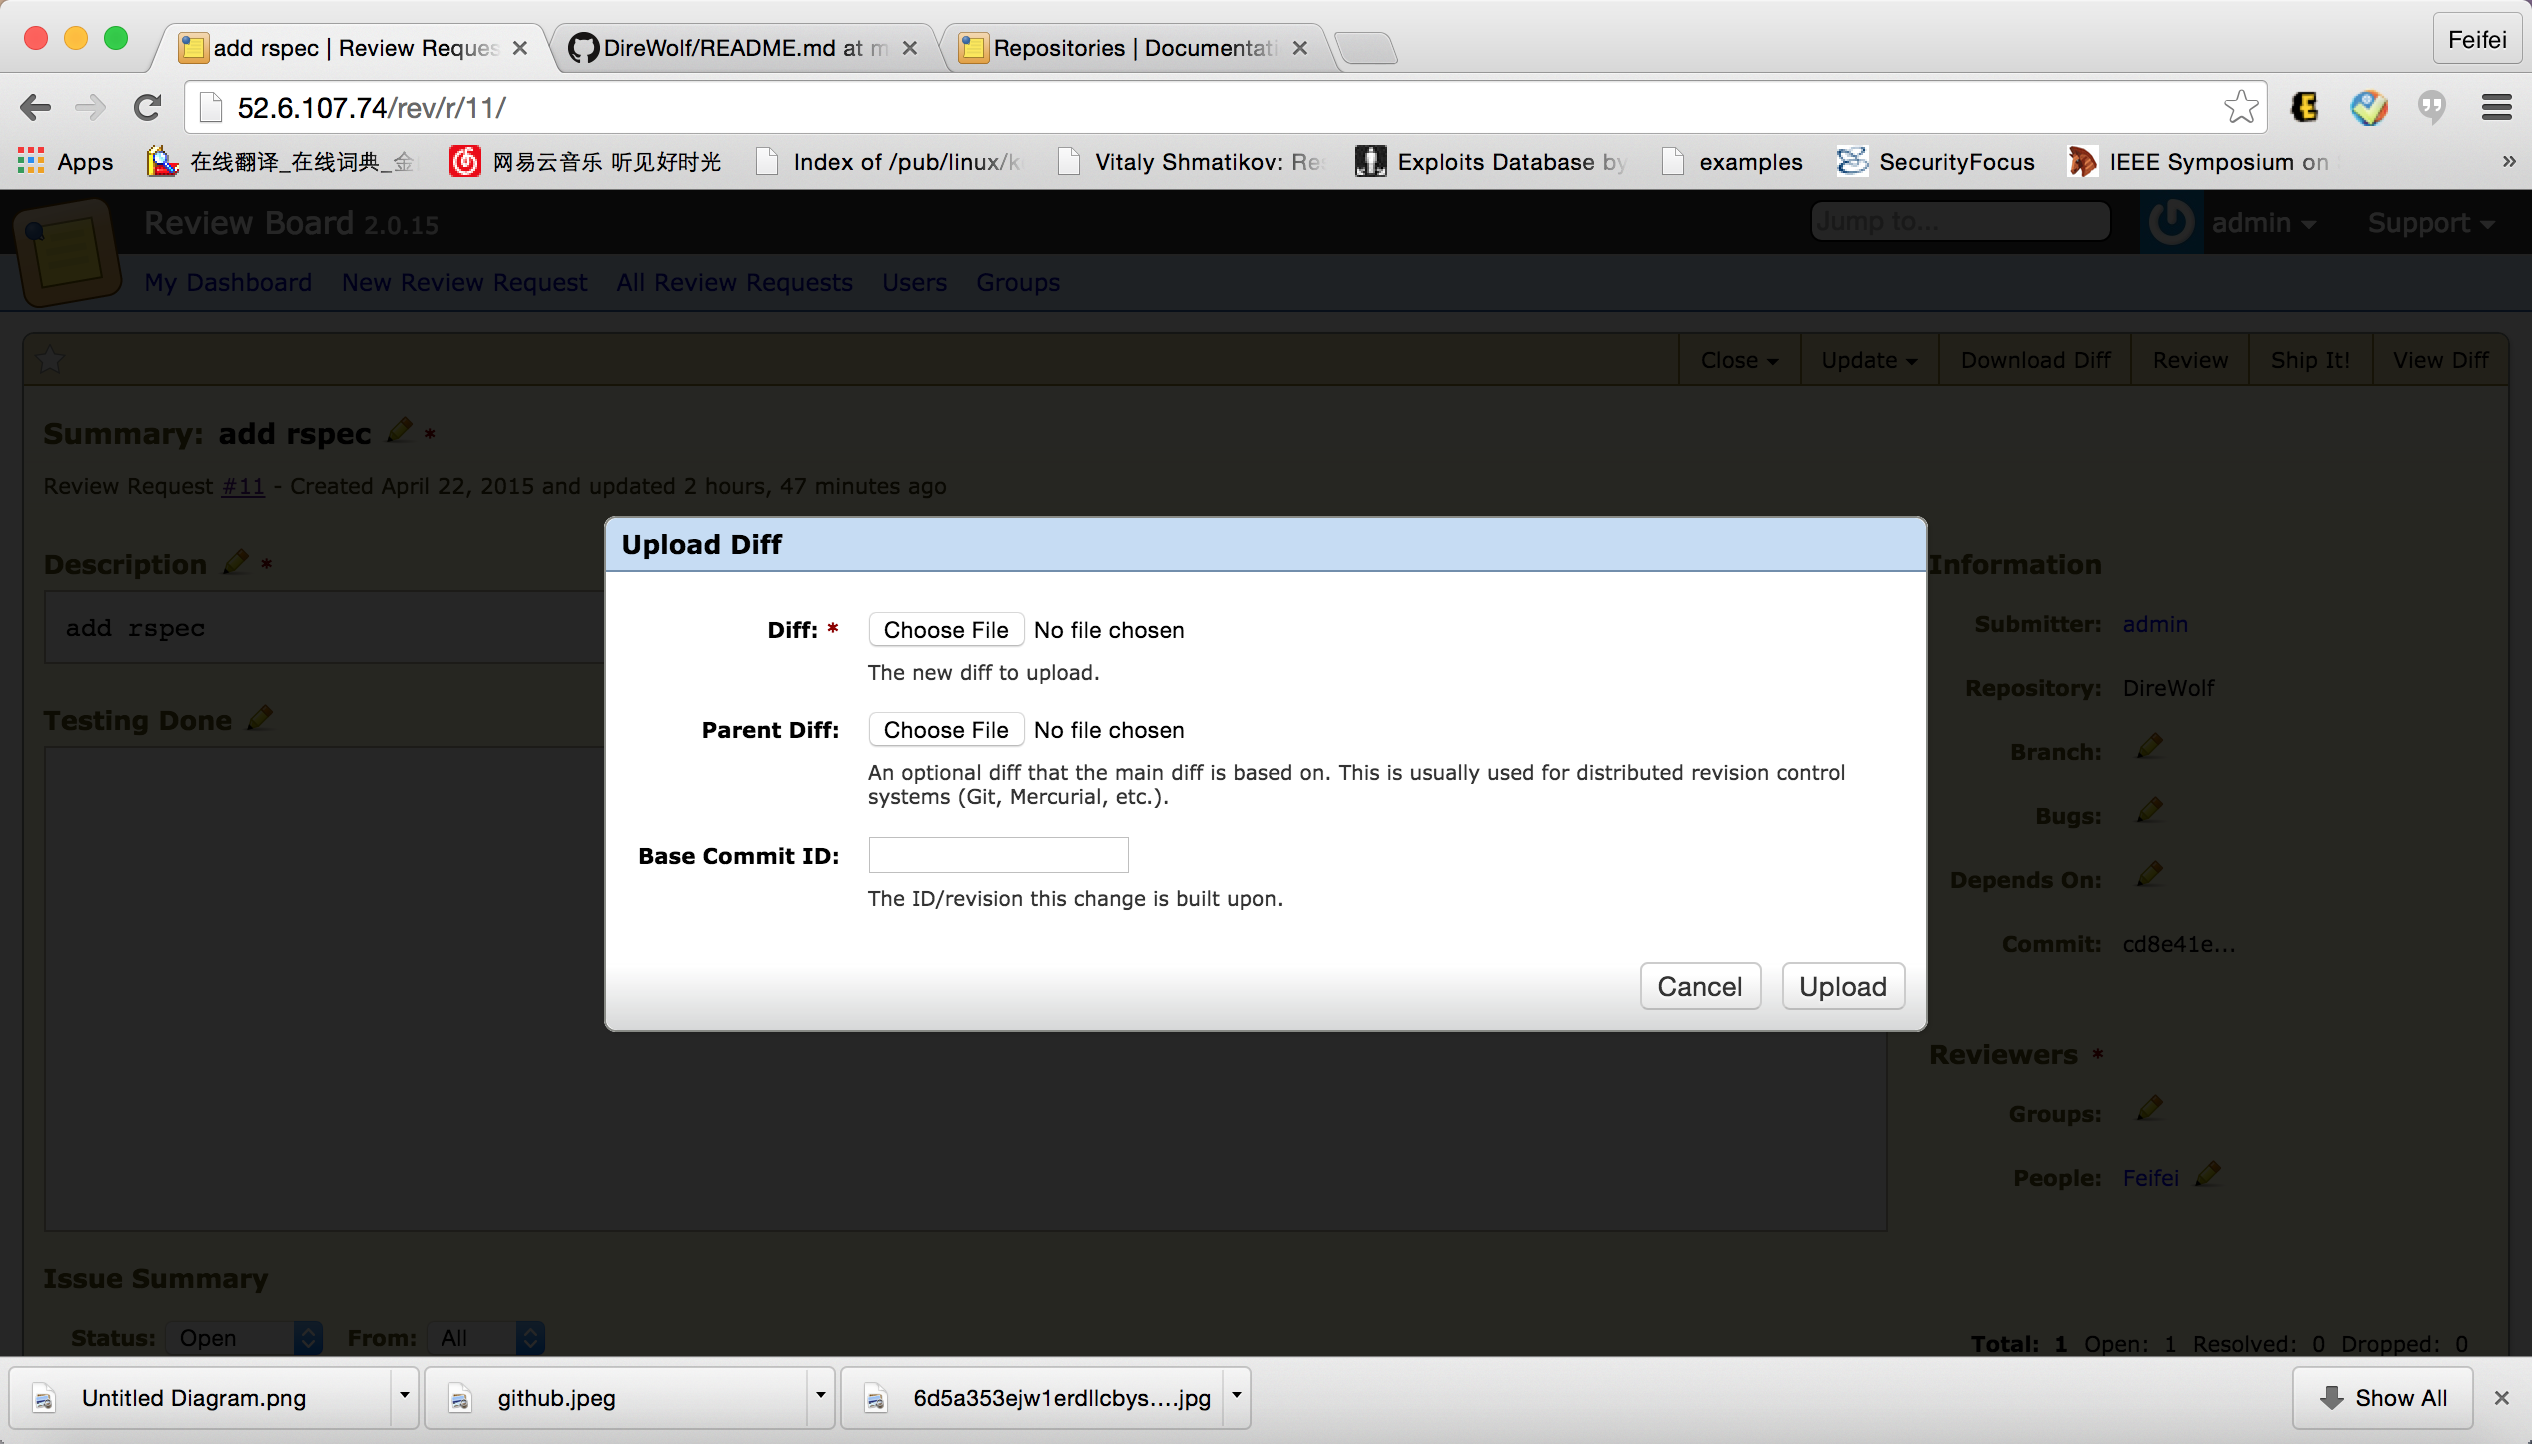 add rspec | Review Reques
DireWolf/README.md at m
Repositories | Documentati
Feifei
52.6.107.74/rev/r/11/
Apps
在线翻译_在线词典_金
网易云音乐 听见好时光
Index of /pub/linux/k
Vitaly Shmatikov: Res
Exploits Database by
examples
SecurityFocus
IEEE Symposium on
»
Review Board 2.0.15
Jump to...
admin
Support
My Dashboard New Review Request All Review Requests Users Groups
Close Update Download Diff Review Ship It! View Diff
Summary: add rspec *
Review Request #11 - Created April 22, 2015 and updated 2 hours, 47 minutes ago
Description *
add rspec
Testing Done
Upload Diff
Diff: * Choose File No file chosen
The new diff to upload.
Parent Diff: Choose File No file chosen
An optional diff that the main diff is based on. This is usually used for distributed revision control
systems (Git, Mercurial, etc.).
Base Commit ID:
The ID/revision this change is built upon.
Cancel Upload
Information
Submitter: admin
Repository: DireWolf
Branch:
Bugs:
Depends On:
Commit: cd8e41e...
Reviewers *
Groups:
People: Feifei
Issue Summary
Status: Open From: All
Total: 1 Open: 1 Resolved: 0 Dropped: 0
Untitled Diagram.png
github.jpeg
6d5a353ejw1erdllcbys....jpg
Show All